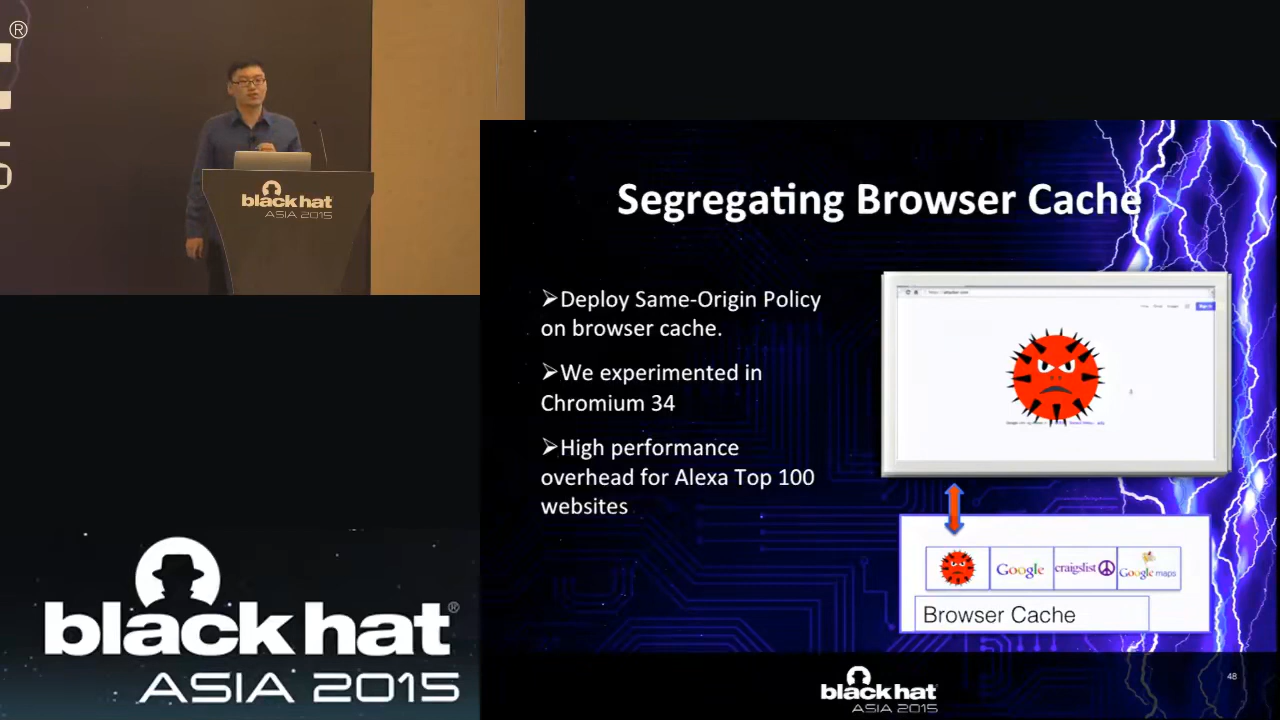 ®
black hat
ASIA 2015
Segregating Browser Cache
➢Deploy Same-Origin Policy
on browser cache.
➢We experimented in
Chromium 34
➢High performance
overhead for Alexa Top 100
websites
Google
craigslist
Google maps
Browser Cache
black hat®
ASIA 2015
black hat
ASIA 2015
48